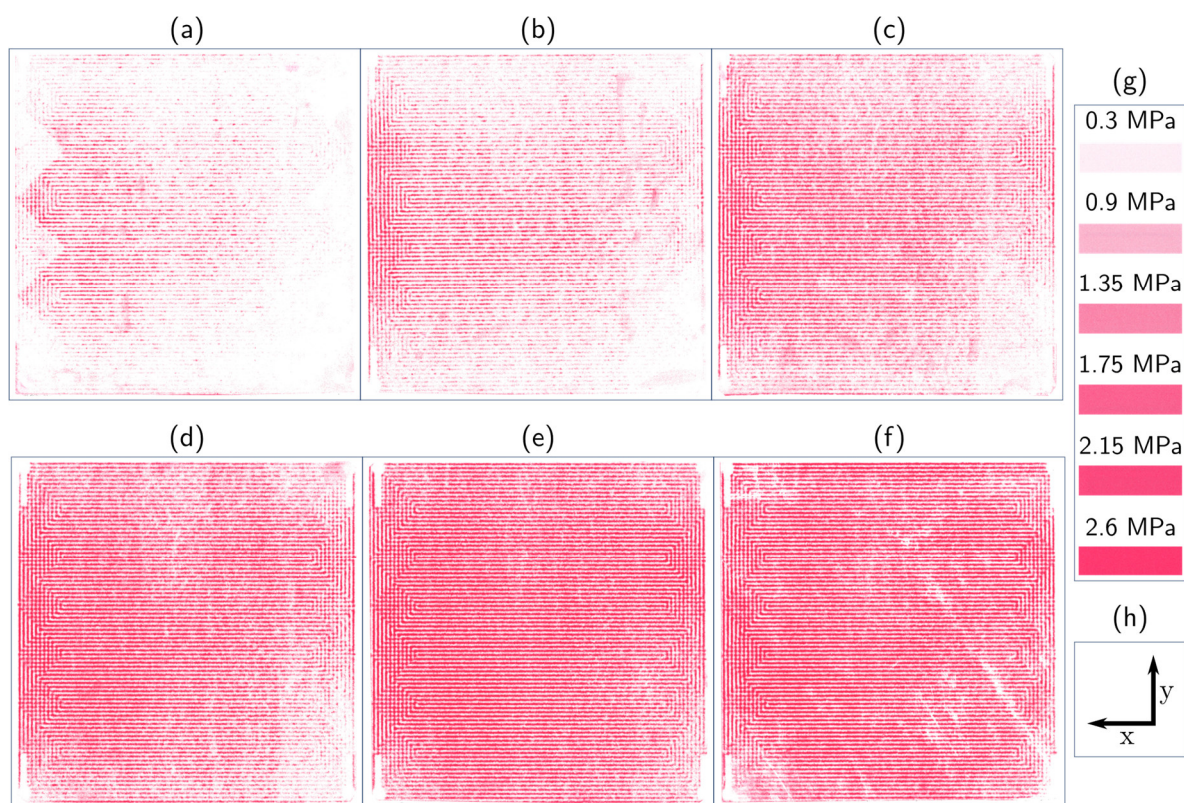 (a)
(b)
(c)
(d)
(e)
(f)
(g)
0.3 MPa
0.9 MPa
1.35 MPa
1.75 MPa
2.15 MPa
2.6 MPa
(h)
y
x